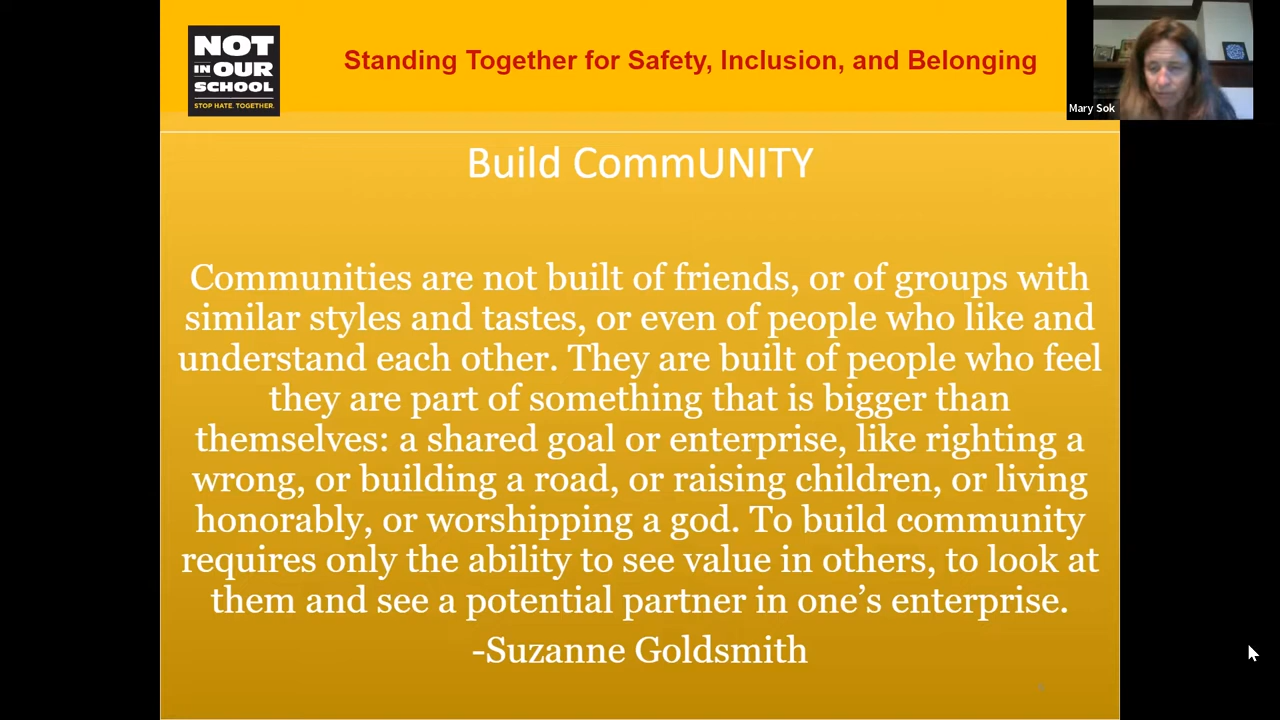 NOT
IN OUR
SCHOOL
STOP HATE. TOGETHER.
Standing Together for Safety, Inclusion, and Belonging
Mary Sok
Build CommUNITY
Communities are not built of friends, or of groups with
similar styles and tastes, or even of people who like and
understand each other. They are built of people who feel
they are part of something that is bigger than
themselves: a shared goal or enterprise, like righting a
wrong, or building a road, or raising children, or living
honorably, or worshipping a god. To build community
requires only the ability to see value in others, to look at
them and see a potential partner in one’s enterprise.
-Suzanne Goldsmith